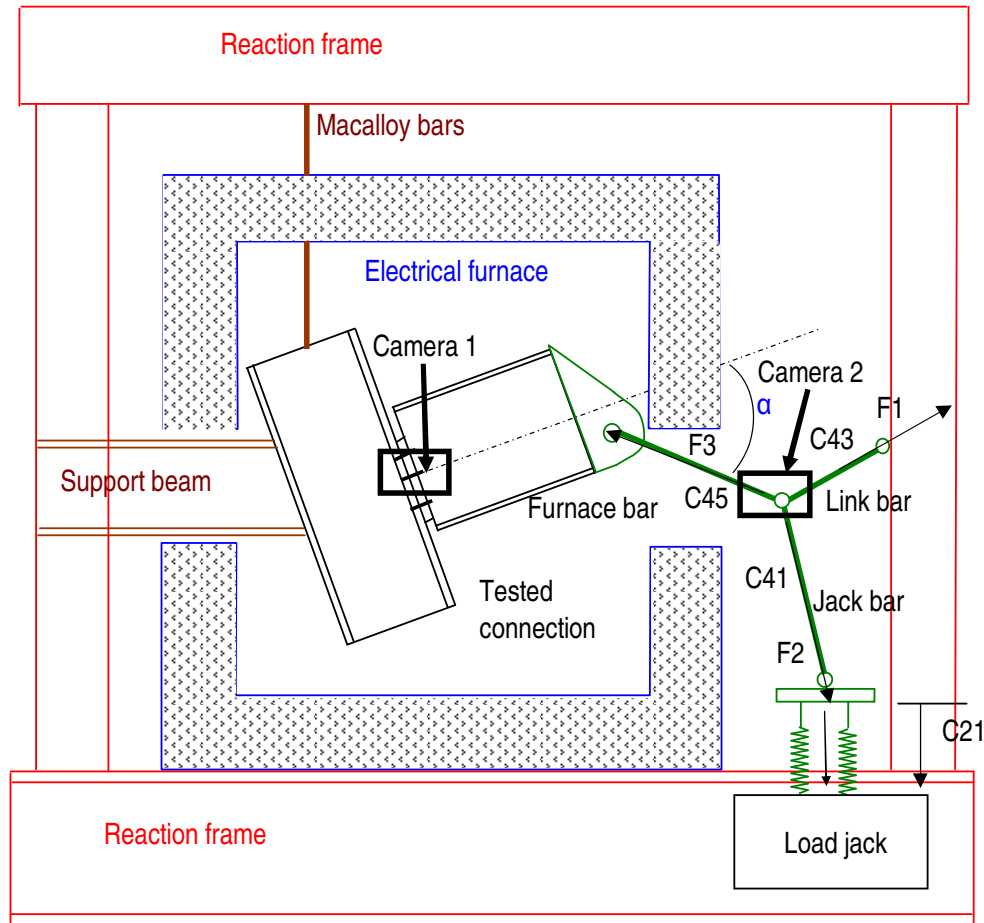 Reaction frame
Macalloy bars
Electrical furnace
Camera 1
Camera 2
α
F1
C43
F3
Support beam
C45
Link bar
Furnace bar
C41
Tested
connection
Jack bar
F2
C21
Reaction frame
Load jack